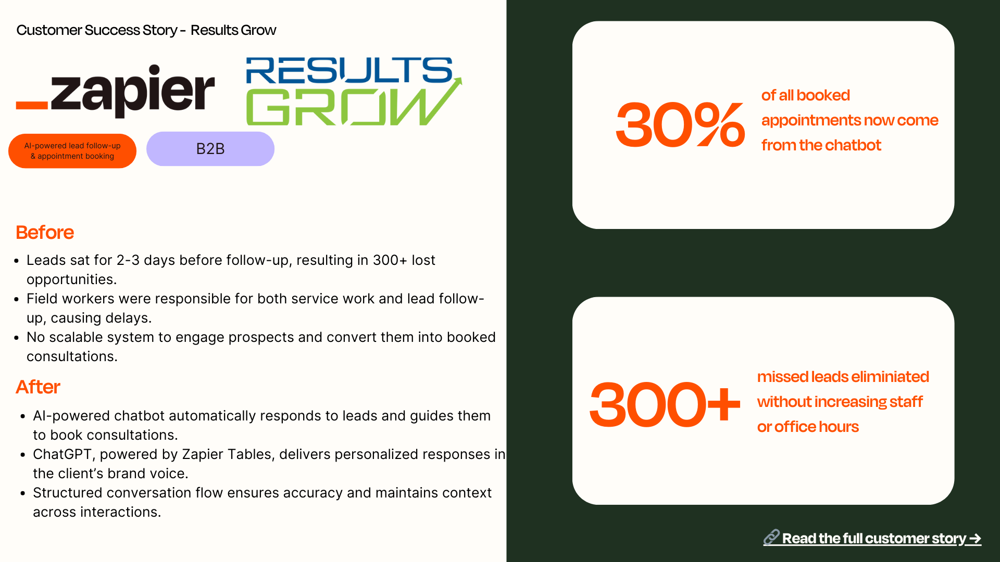 Customer Success Story - Results Grow
_zapier
RESULTS
GROW
AI-powered lead follow-up
& appointment booking
B2B
Before
• Leads sat for 2-3 days before follow-up, resulting in 300+ lost
opportunities.
• Field workers were responsible for both service work and lead follow-
up, causing delays.
• No scalable system to engage prospects and convert them into booked
consultations.
After
• AI-powered chatbot automatically responds to leads and guides them
to book consultations.
• ChatGPT, powered by Zapier Tables, delivers personalized responses in
the client’s brand voice.
• Structured conversation flow ensures accuracy and maintains context
across interactions.
30%
of all booked
appointments now come
from the chatbot
300+
missed leads eliminiated
without increasing staff
or office hours
🔗 Read the full customer story →